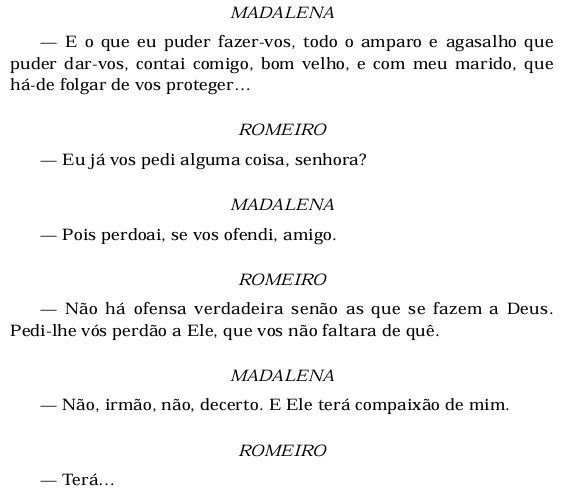 MADALENA
— E o que eu puder fazer-vos, todo o amparo e agasalho que
puder dar-vos, contai comigo, bom velho, e com meu marido, que
há-de folgar de vos proteger...
ROMEIRO
— Eu já vos pedi alguma coisa, senhora?
MADALENA
— Pois perdoai, se vos ofendi, amigo.
ROMEIRO
— Não há ofensa verdadeira senão as que se fazem a Deus.
Pedi-lhe vós perdão a Ele, que vos não faltara de quê.
MADALENA
— Não, irmão, não, decerto. E Ele terá compaixão de mim.
ROMEIRO
— Terá...